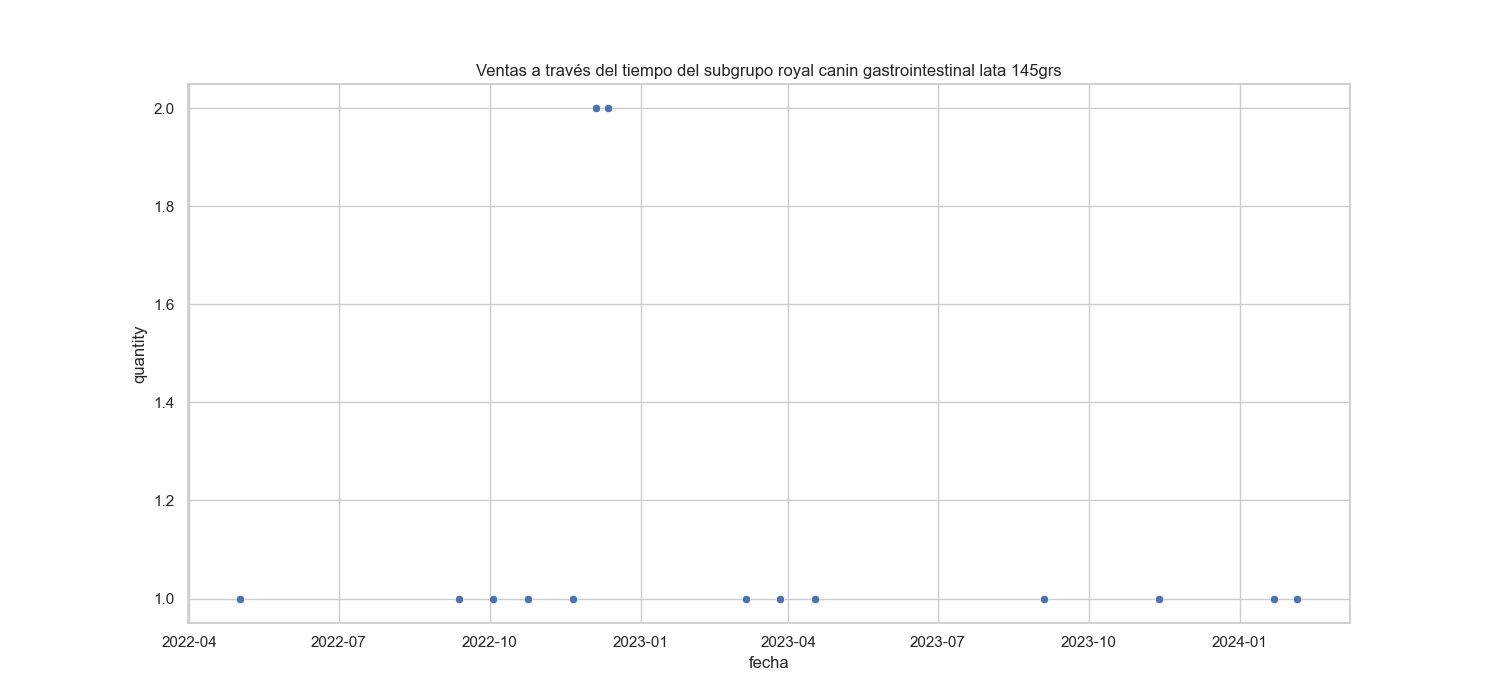 Ventas a través del tiempo del subgrupo royal canin gastrointestinal lata 145grs
2.0
1.8
1.6
1.4
1.2
1.0
quantity
2022-04 2022-07 2022-10 2023-01 2023-04 2023-07 2023-10 2024-01
fecha